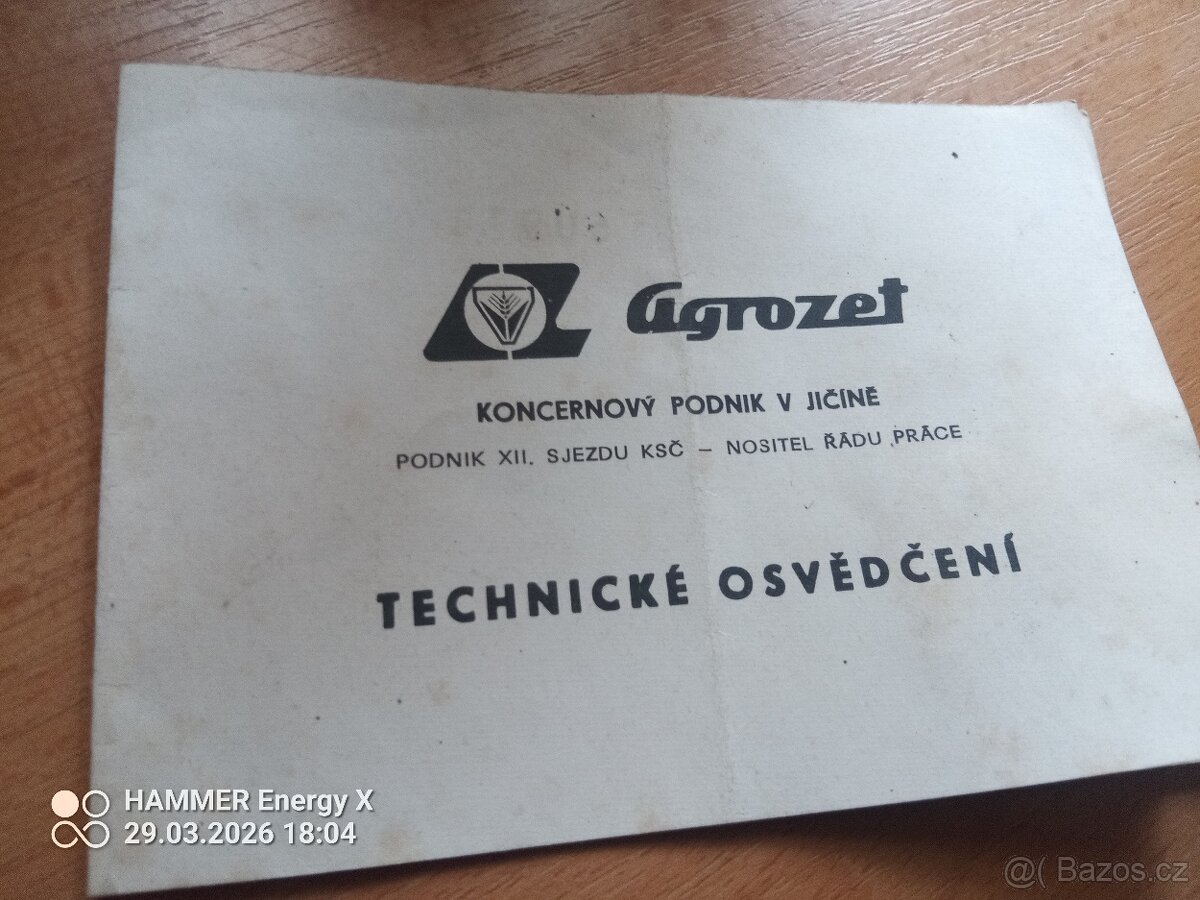 Agrozet
KONCERNOVÝ PODNIK V JIČÍNĚ
PODNIK XII. SJEZDU KSČ – NOSITEL ŘÁDU PRÁCE
TECHNICKÉ OSVĚDČENÍ
HAMMER Energy X
29.03.2026 18:04
@( Bazos.cz